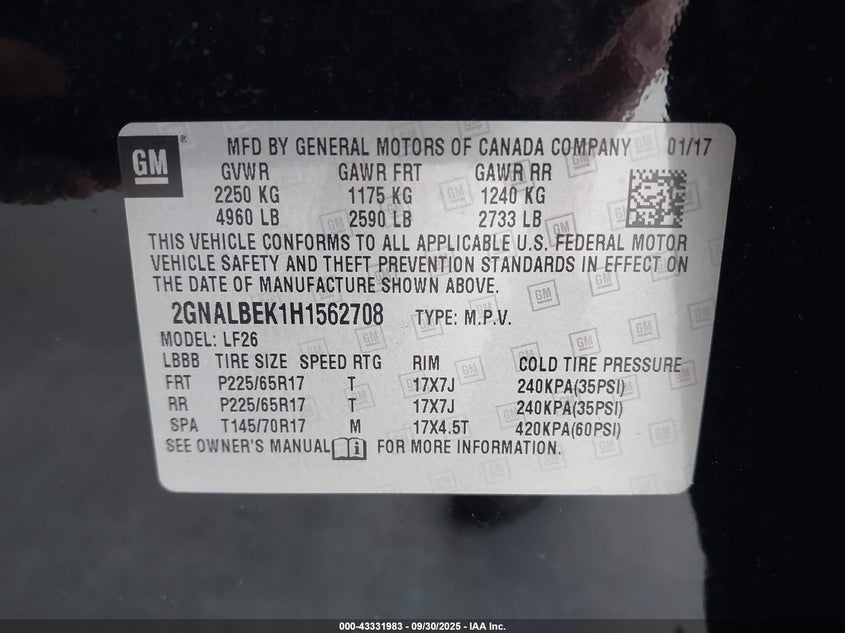 GM ® MFD BY GENERAL MOTORS OF CANADA COMPANY 01/17
GVWR GAWR FRT GAWR RR
2250 KG 1175 KG 1240 KG
4960 LB 2590 LB 2733 LB
THIS VEHICLE CONFORMS TO ALL APPLICABLE U.S. FEDERAL MOTOR
VEHICLE SAFETY AND THEFT PREVENTION STANDARDS IN EFFECT ON
THE DATE OF MANUFACTURE SHOWN ABOVE.
2GNALBEK1H1562708 TYPE: M.P.V.
MODEL: LF26
LBBB TIRE SIZE SPEED RTG RIM COLD TIRE PRESSURE
FRT P225/65R17 T 17X7J 240KPA(35PSI)
RR P225/65R17 T 17X7J 240KPA(35PSI)
SPA T145/70R17 M 17X4.5T 420KPA(60PSI)
SEE OWNER'S MANUAL i FOR MORE INFORMATION.
000-43331983 - 09/30/2025 - IAA Inc.